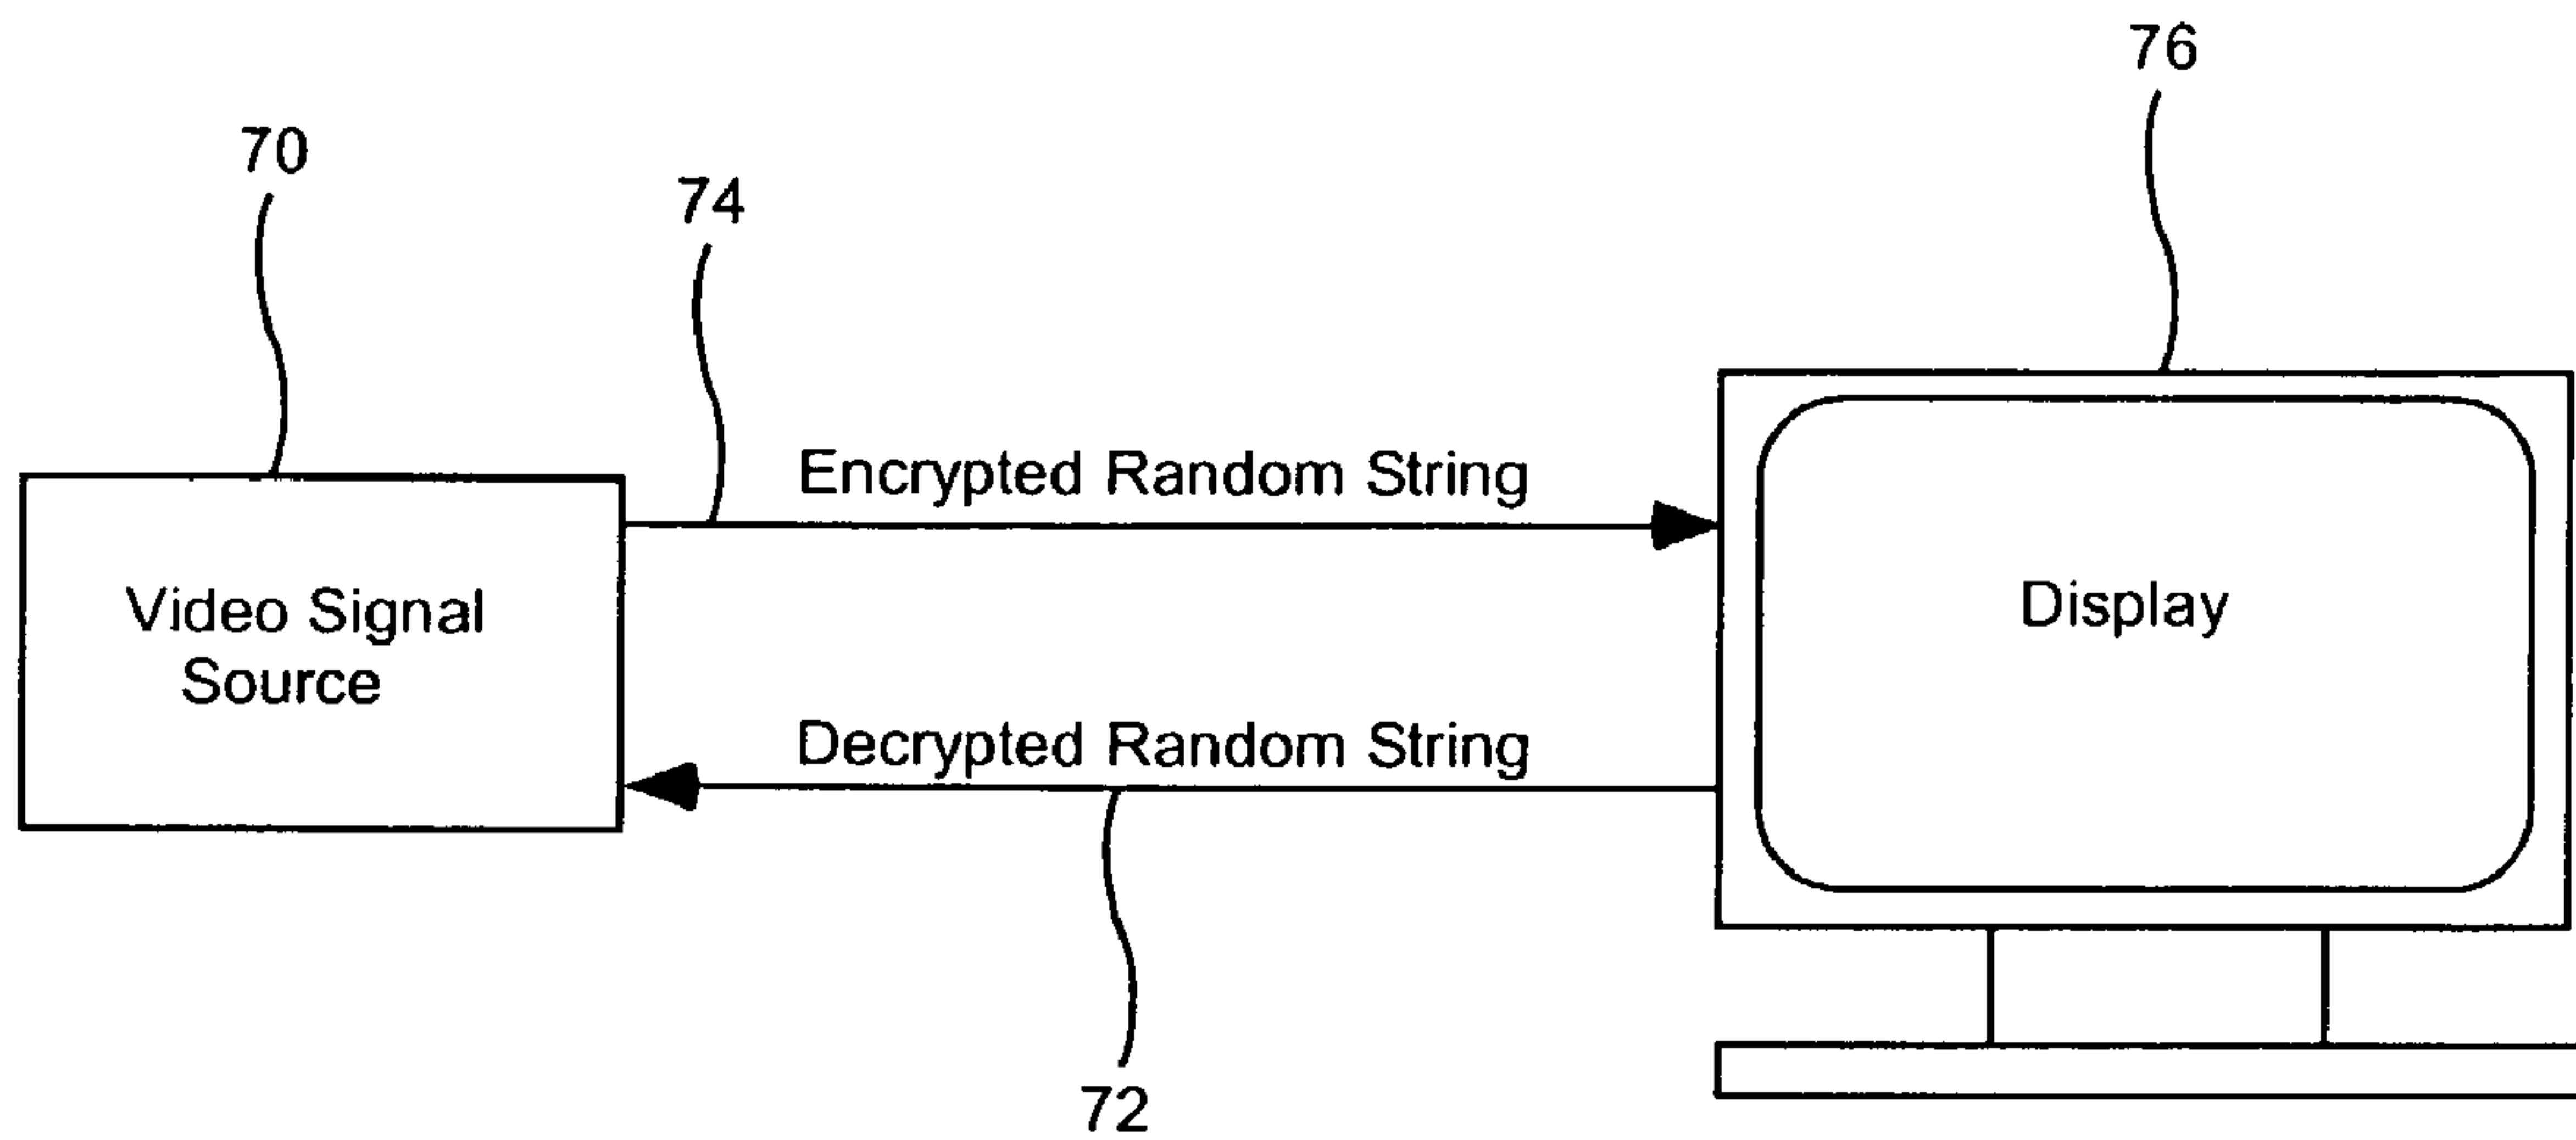 76
70
74
Encrypted Random String
Video Signal
Source
Display
Decrypted Random String
72